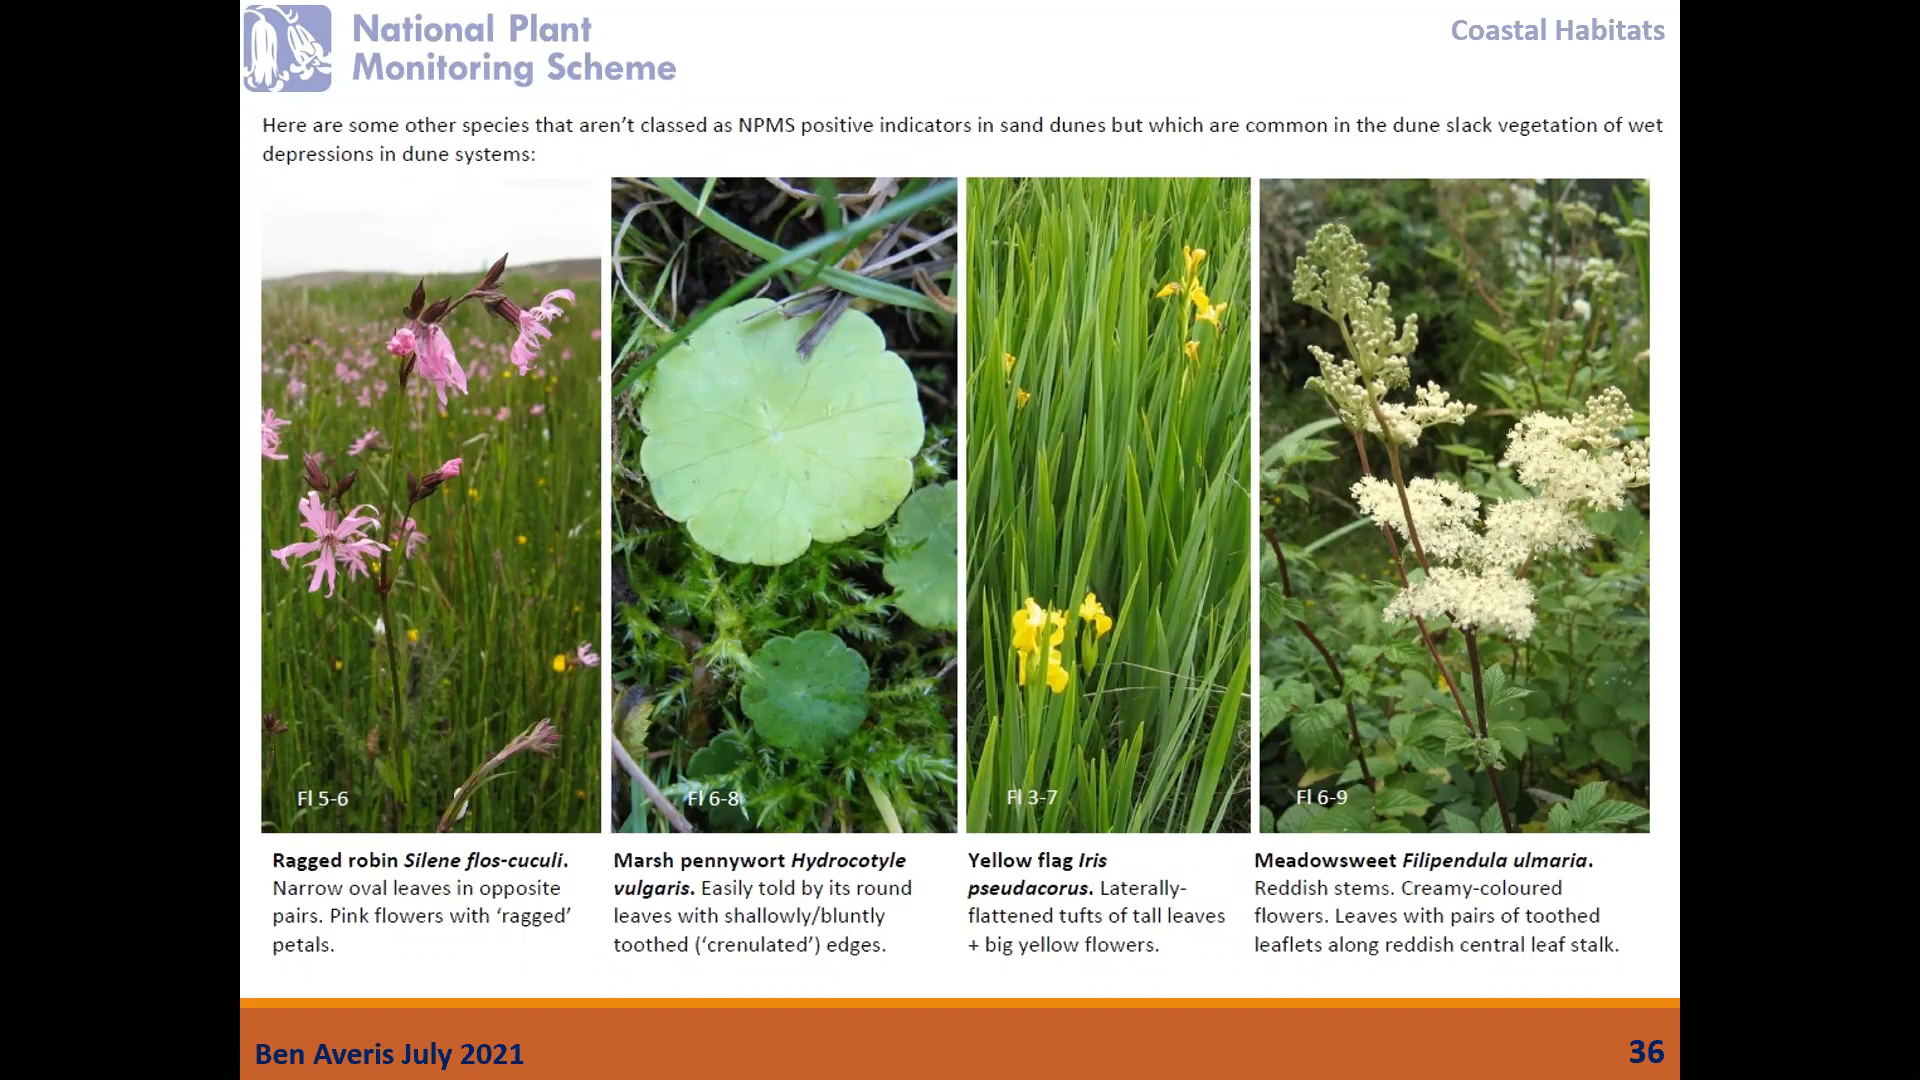 National Plant
Monitoring Scheme
Coastal Habitats
Here are some other species that aren't classed as NPMS positive indicators in sand dunes but which are common in the dune slack vegetation of wet
depressions in dune systems:
Fl 5-6
Fl 6-8
Fl 3-7
Fl 6-9
Ragged robin Silene flos-cuculi.
Narrow oval leaves in opposite
pairs. Pink flowers with ‘ragged’
petals.
Marsh pennywort Hydrocotyle
vulgaris. Easily told by its round
leaves with shallowly/bluntly
toothed (‘crenulated’) edges.
Yellow flag Iris
pseudacorus. Laterally-
flattened tufts of tall leaves
+ big yellow flowers.
Meadowsweet Filipendula ulmaria.
Reddish stems. Creamy-coloured
flowers. Leaves with pairs of toothed
leaflets along reddish central leaf stalk.
Ben Averis July 2021
36